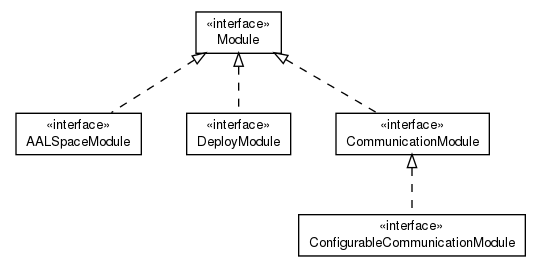 «interface»
Module
«interface»
AALSpaceModule
«interface»
DeployModule
«interface»
CommunicationModule
«interface»
ConfigurableCommunicationModule